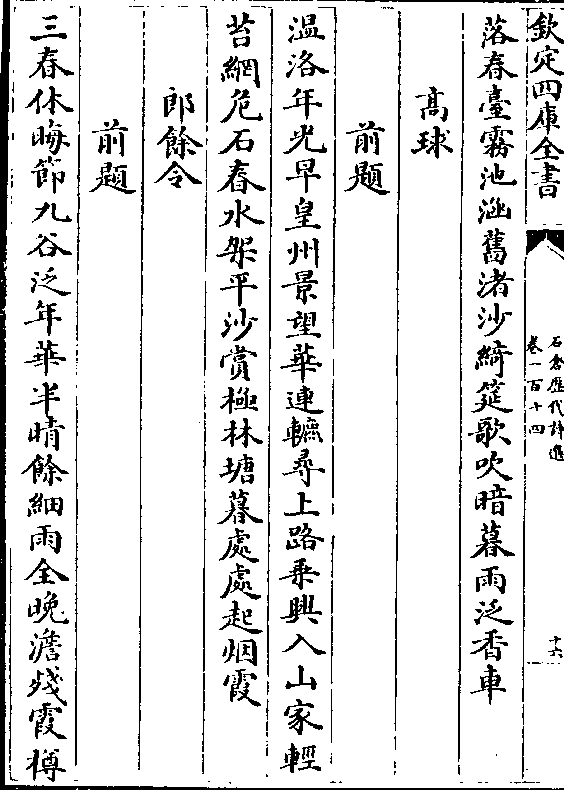 欽定四庫全書
石倉歷代詩選
卷一百十四
十六
落春臺霧池涵舊渚沙綺筵歌吹暗暮雨泛香車
高球
前題
温洛年光早皇州景望華連轣尋上路乗興入山家輕
苔網危石春水架平沙賞極林塘暮處處起烟霞
郎餘令
前題
三春休晦節九谷泛年華半晴餘細雨全晚澹殘霞樽